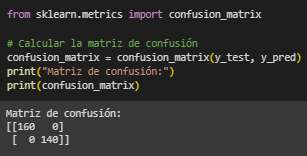 from sklearn.metrics import confusion_matrix
# Calcular la matriz de confusión
confusion_matrix = confusion_matrix(y_test, y_pred)
print("Matriz de confusión:")
print(confusion_matrix)
Matriz de confusión:
[[160   0]
 [  0 140]]